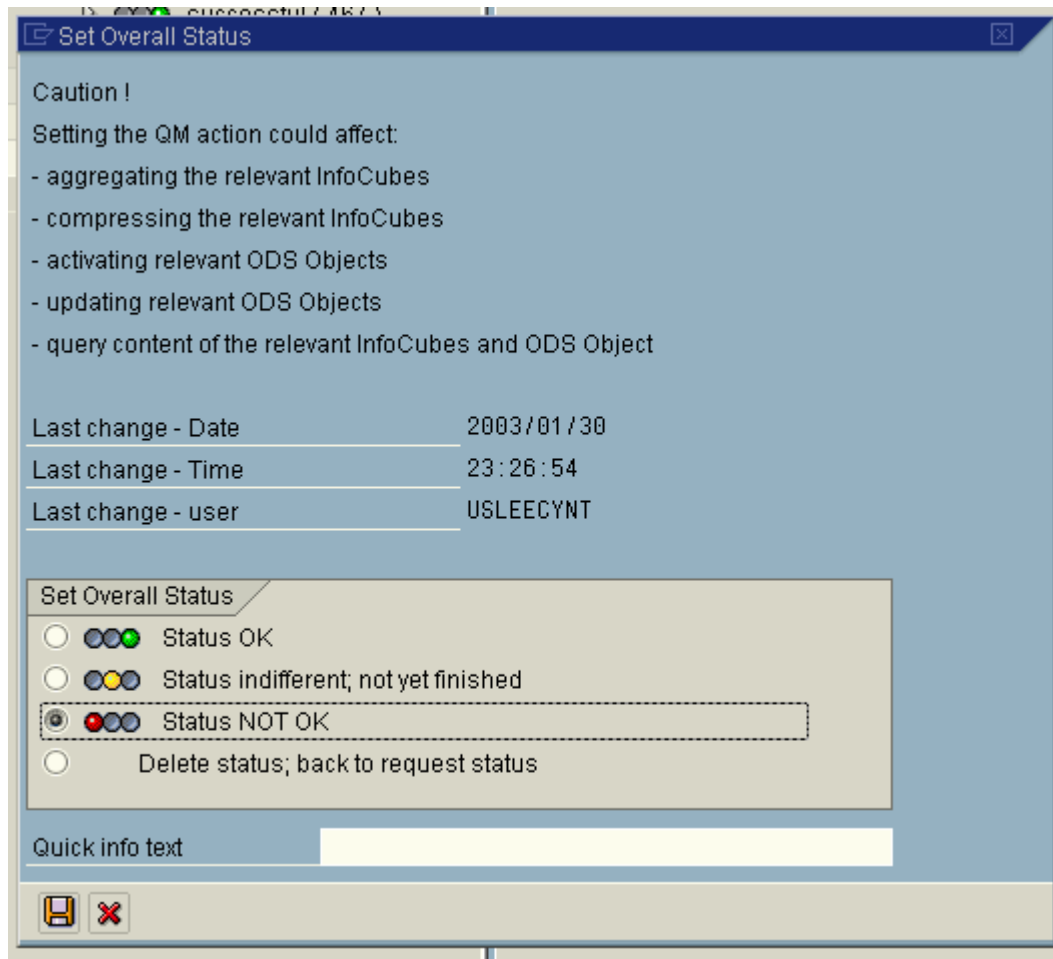 Set Overall Status
Caution !
Setting the QM action could affect:
- aggregating the relevant InfoCubes
- compressing the relevant InfoCubes
- activating relevant ODS Objects
- updating relevant ODS Objects
- query content of the relevant InfoCubes and ODS Object
Last change - Date 2003/01/30
Last change - Time 23:26:54
Last change - user USLEECYNT
Set Overall Status
Status OK
Status indifferent; not yet finished
Status NOT OK
Delete status; back to request status
Quick info text